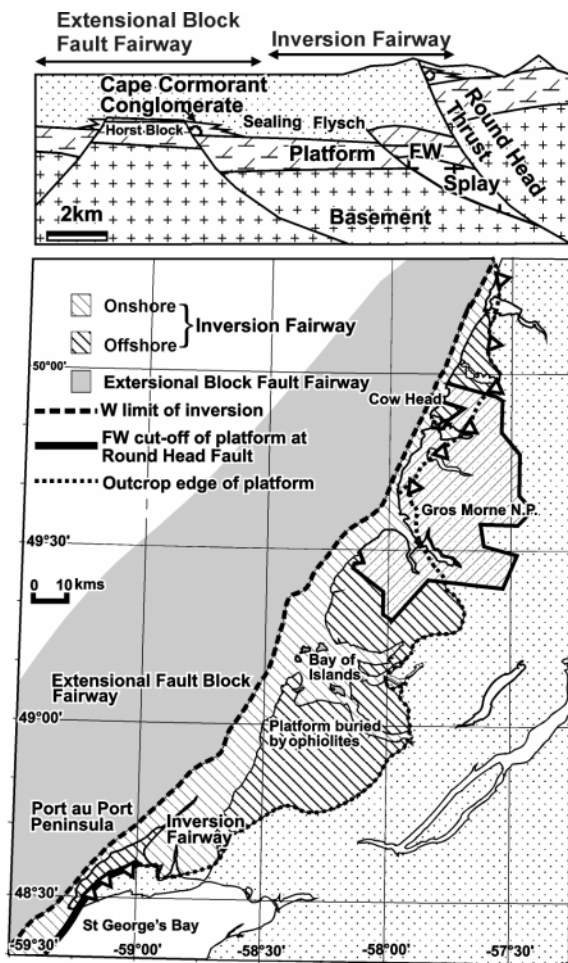 Extensional Block
Fault Fairway
Inversion Fairway
Cape Cormorant
Conglomerate
Horst Block
Sealing Flysch
Platform
FW
Splay
Round Head
Thrust
Basement
2km
Onshore
Offshore
Inversion Fairway
Extersional Block Fault Fairway
W limit of inversion
FW cut-off of platform at
Round Head Fault
Outcrop edge of platform
0 10 kms
50°00'
49°30'
49°00'
48°30'
Cow Head
Gros Morne N.P.
Extensional Fault Block
Fairway
Bay of
Islands
Platform buried
by ophiolites
Port au Port
Peninsula
Inversion
Fairway
St George's Bay
-59°30'
-59°00'
-58°30'
-58°00'
-57°30'